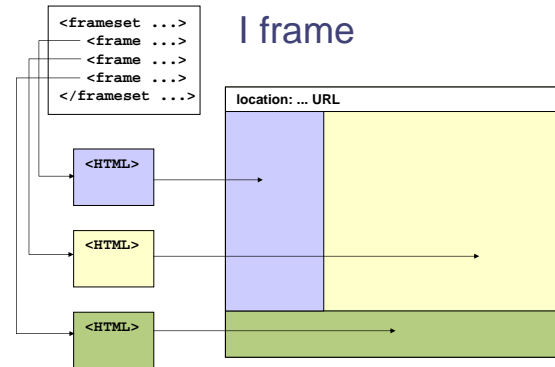 I frame
<frameset ...>
<frame ...>
<frame ...>
<frame ...>
</frameset ...>
location: ... URL
<HTML>
<HTML>
<HTML>